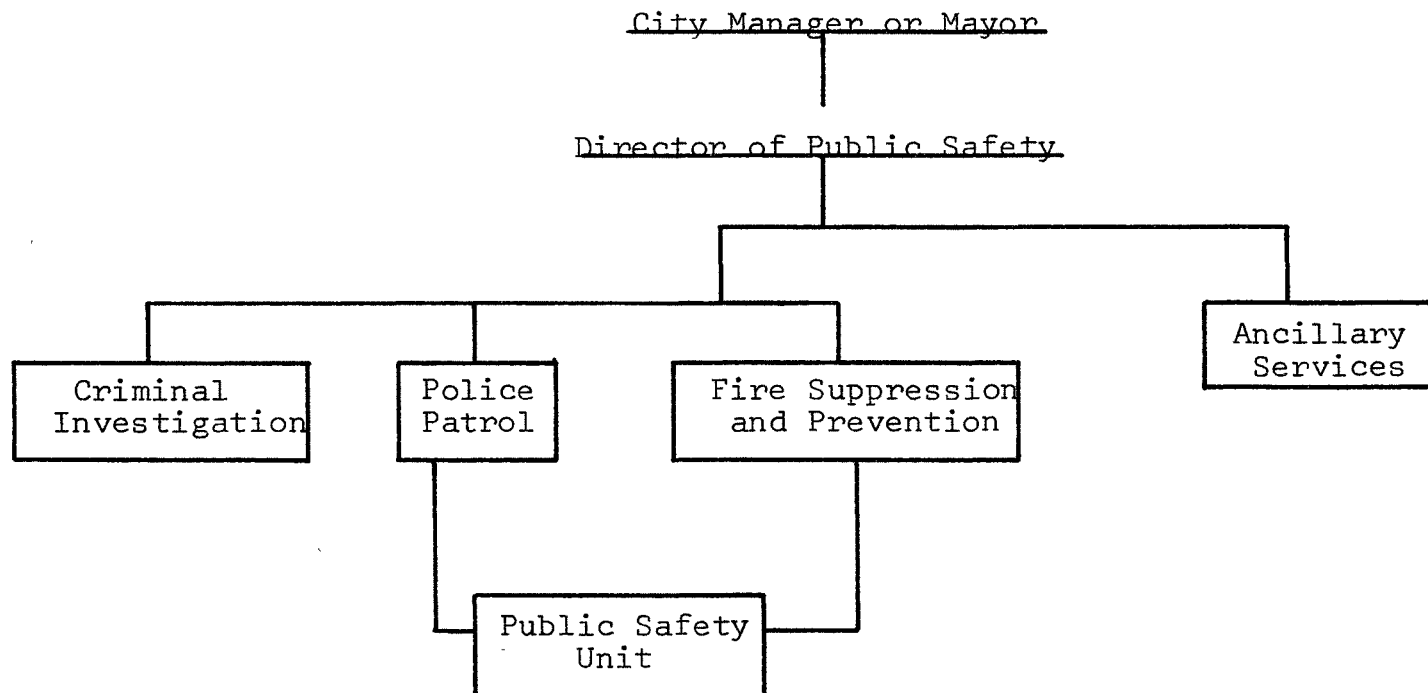 City Manager or Mayor
Director of Public Safety
Criminal
Investigation
Police
Patrol
Fire Suppression
and Prevention
Ancillary
Services
Public Safety
Unit